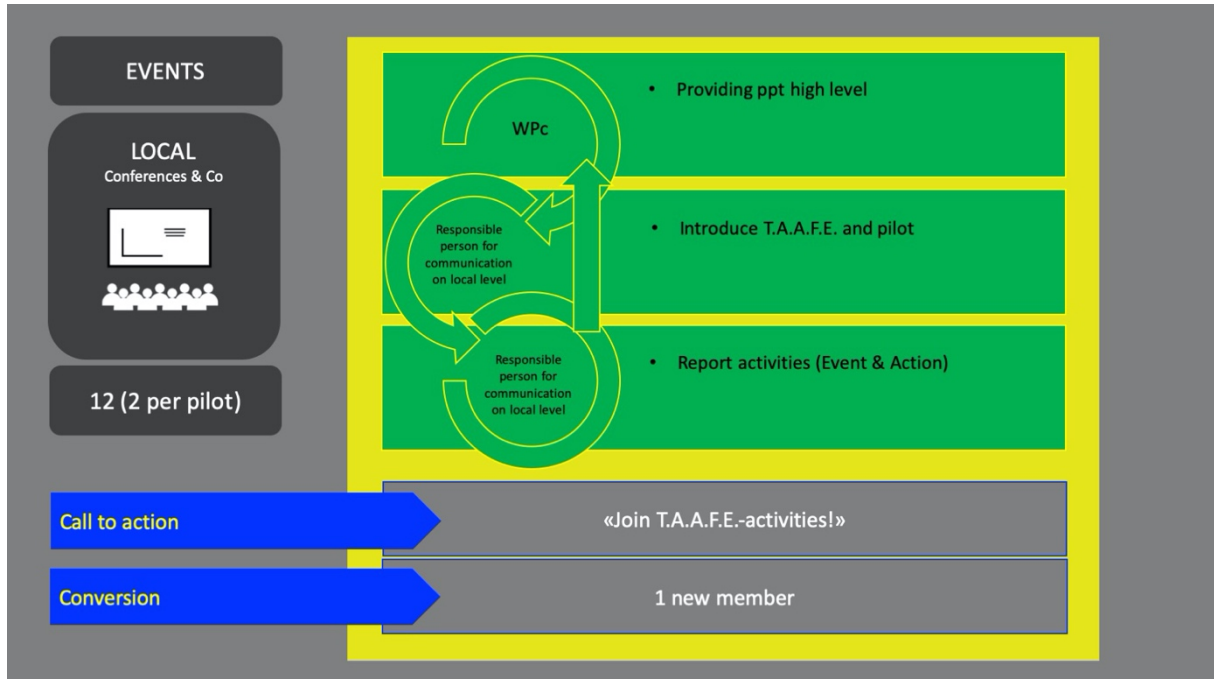 EVENTS
LOCAL
Conferences & Co
12 (2 per pilot)
WPc
• Providing ppt high level
Responsible
person for
communication
on local level
• Introduce T.A.A.F.E. and pilot
Responsible
person for
communication
on local level
• Report activities (Event & Action)
Call to action
«Join T.A.A.F.E.-activities!»
Conversion
1 new member